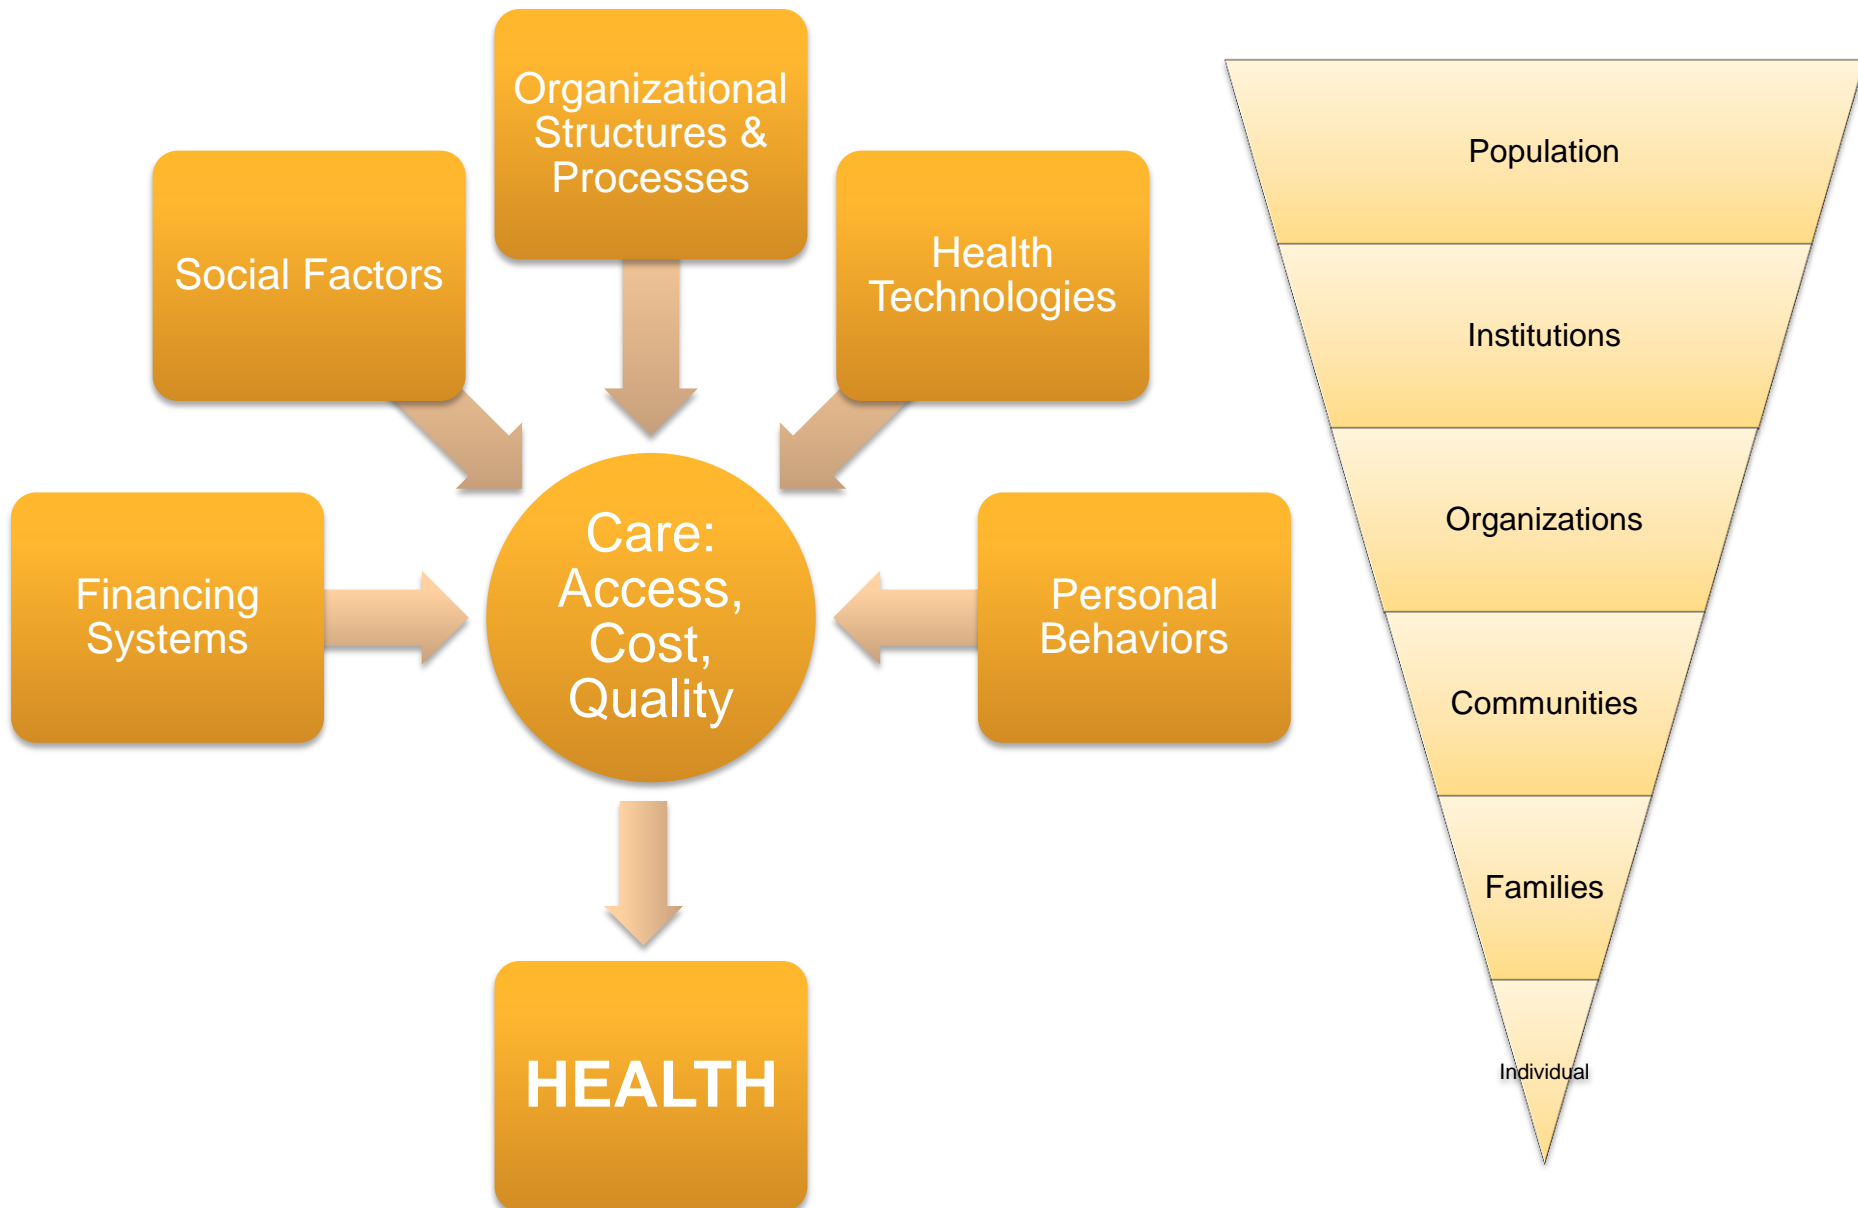 Organizational
Structures &
Processes
Social Factors
Health
Technologies
Financing
Systems
Care:
Access,
Cost,
Quality
Personal
Behaviors
HEALTH
Population
Institutions
Organizations
Communities
Families
Individual